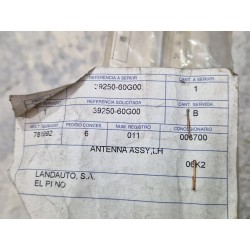 REFERENCIA A SERVIR CANT. A SERVIR
39250-60G00 1
REFERENCIA SOLICITADA CANT. SERVIDA
39250-60G00 B
PEDIDO CONCES. NUM. REGISTRO CONCESIONARIO
6 011 006700
ANTENNA ASSY,LH
06K2
LANDAUTO, S.A.
EL PINO